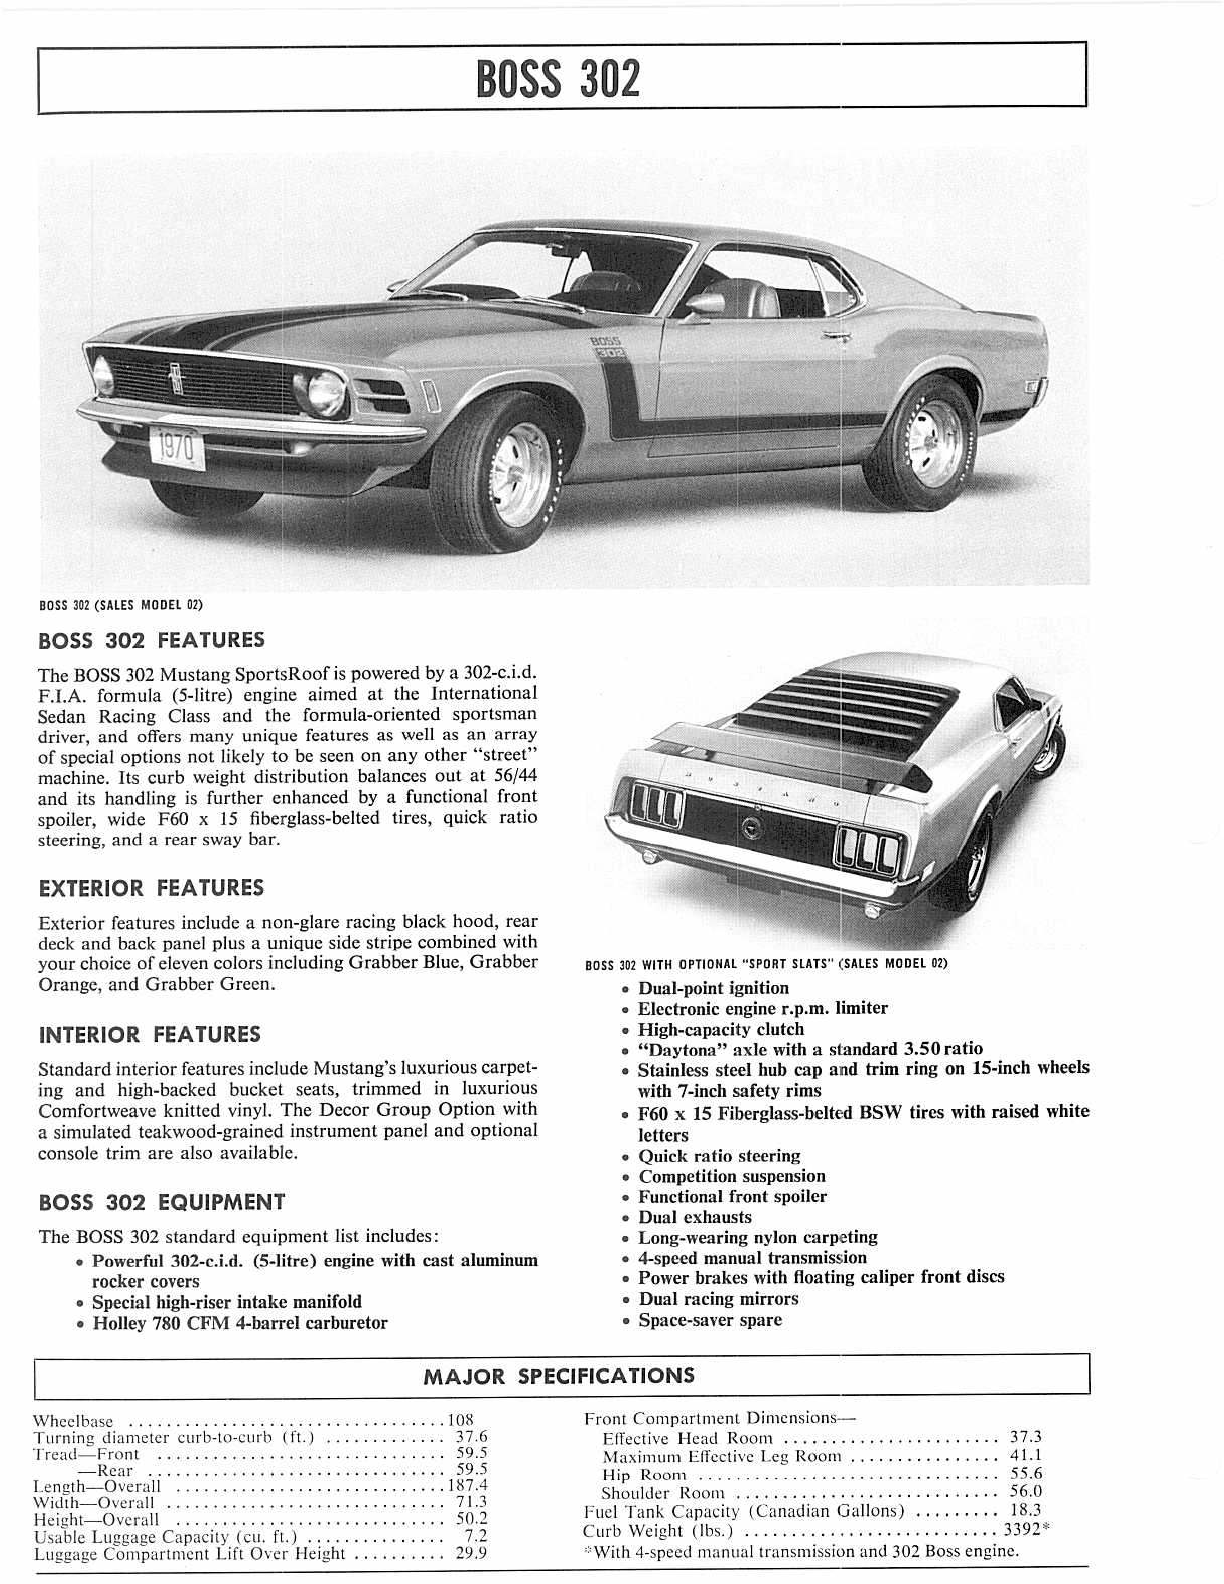 BOSS 302
BOSS
302
1970
BOSS 302 (SALES MODEL 02)
BOSS 302 FEATURES
The BOSS 302 Mustang SportsRoof is powered by a 302-c.i.d.
F.I.A. formula (5-litre) engine aimed at the International
Sedan Racing Class and the formula-oriented sportsman
driver, and offers many unique features as well as an array
of special options not likely to be seen on any other “street”
machine. Its curb weight distribution balances out at 56/44
and its handling is further enhanced by a functional front
spoiler, wide F60 x 15 fiberglass-belted tires, quick ratio
steering, and a rear sway bar.
EXTERIOR FEATURES
Exterior features include a non-glare racing black hood, rear
deck and back panel plus a unique side stripe combined with
your choice of eleven colors including Grabber Blue, Grabber
Orange, and Grabber Green.
INTERIOR FEATURES
Standard interior features include Mustang’s luxurious carpet-
ing and high-backed bucket seats, trimmed in luxurious
Comfortweave knitted vinyl. The Decor Group Option with
a simulated teakwood-grained instrument panel and optional
console trim are also available.
BOSS 302 EQUIPMENT
The BOSS 302 standard equipment list includes:
• Powerful 302-c.i.d. (5-litre) engine with cast aluminum
rocker covers
• Special high-riser intake manifold
• Holley 780 CFM 4-barrel carburetor
MUSTANG
BOSS 302 WITH OPTIONAL “SPORT SLATS” (SALES MODEL 02)
• Dual-point ignition
• Electronic engine r.p.m. limiter
• High-capacity clutch
• “Daytona” axle with a standard 3.50 ratio
• Stainless steel hub cap and trim ring on 15-inch wheels
with 7-inch safety rims
• F60 x 15 Fiberglass-belted BSW tires with raised white
letters
• Quick ratio steering
• Competition suspension
• Functional front spoiler
• Dual exhausts
• Long-wearing nylon carpeting
• 4-speed manual transmission
• Power brakes with floating caliper front discs
• Dual racing mirrors
• Space-saver spare
MAJOR SPECIFICATIONS
Wheelbase ................................. 108
Turning diameter curb-to-curb (ft.) ............. 37.6
Tread—Front .............................. 59.5
—Rear ............................... 59.5
Length—Overall ............................ 187.4
Width—Overall ............................. 71.3
Height—Overall ............................ 50.2
Usable Luggage Capacity (cu. ft.) ............... 7.2
Luggage Compartment Lift Over Height .......... 29.9
Front Compartment Dimensions—
Effective Head Room ....................... 37.3
Maximum Effective Leg Room ................ 41.1
Hip Room ................................ 55.6
Shoulder Room ............................ 56.0
Fuel Tank Capacity (Canadian Gallons) ......... 18.3
Curb Weight (lbs.) ........................... 3392*
*With 4-speed manual transmission and 302 Boss engine.